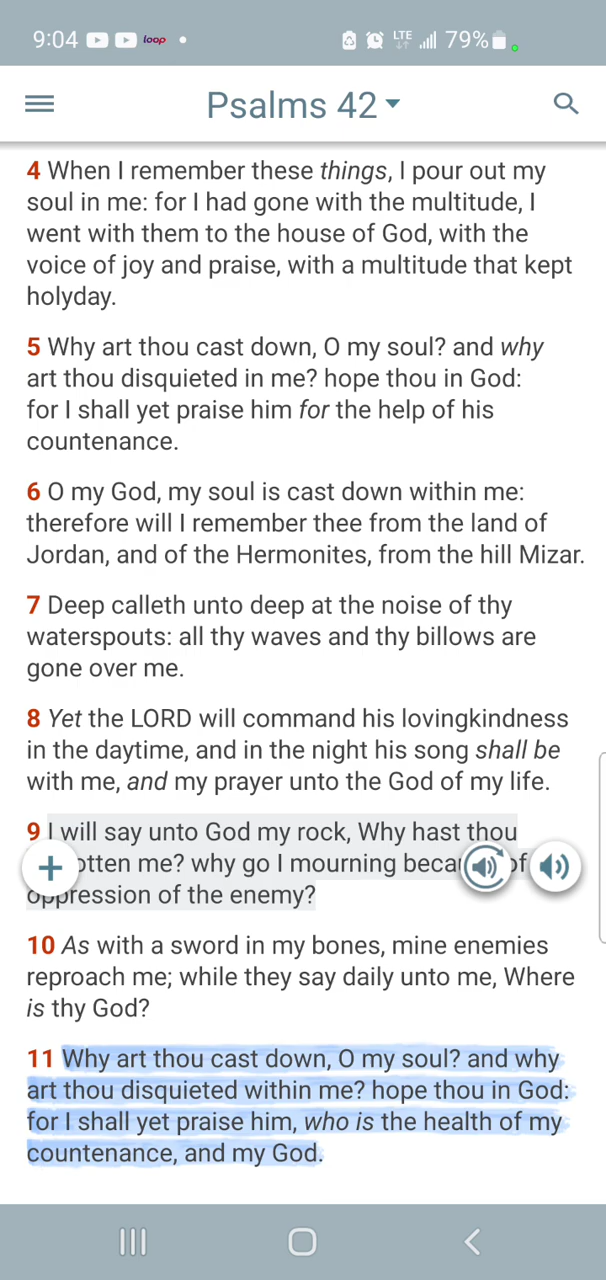 9:04 loop LTE 79%
Psalms 42
4 When I remember these things, I pour out my
soul in me: for I had gone with the multitude, I
went with them to the house of God, with the
voice of joy and praise, with a multitude that kept
holyday.
5 Why art thou cast down, O my soul? and why
art thou disquieted in me? hope thou in God:
for I shall yet praise him for the help of his
countenance.
6 O my God, my soul is cast down within me:
therefore will I remember thee from the land of
Jordan, and of the Hermonites, from the hill Mizar.
7 Deep calleth unto deep at the noise of thy
waterspouts: all thy waves and thy billows are
gone over me.
8 Yet the LORD will command his lovingkindness
in the daytime, and in the night his song shall be
with me, and my prayer unto the God of my life.
9 I will say unto God my rock, Why hast thou
otten me? why go I mourning beca of
oppression of the enemy?
10 As with a sword in my bones, mine enemies
reproach me; while they say daily unto me, Where
is thy God?
11 Why art thou cast down, O my soul? and why
art thou disquieted within me? hope thou in God:
for I shall yet praise him, who is the health of my
countenance, and my God.